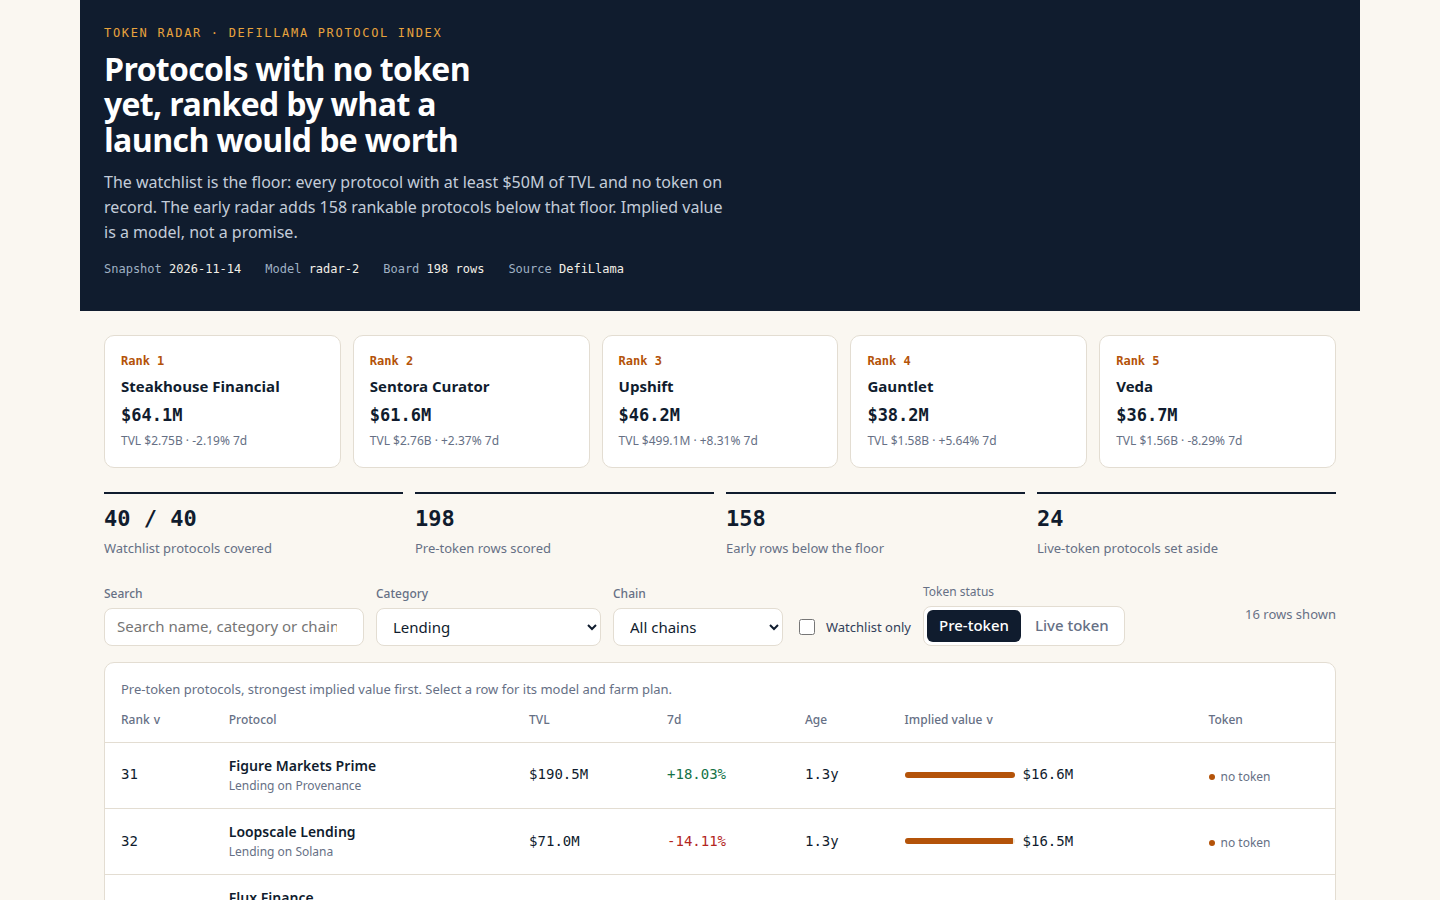 TOKEN RADAR · DEFILLAMA PROTOCOL INDEX
Protocols with no token
yet, ranked by what a
launch would be worth
The watchlist is the floor: every protocol with at least $50M of TVL and no token on
record. The early radar adds 158 rankable protocols below that floor. Implied value
is a model, not a promise.
Snapshot 2026-11-14 Model radar-2 Board 198 rows Source DefiLlama
Rank 1
Steakhouse Financial
$64.1M
TVL $2.75B · -2.19% 7d
Rank 2
Sentora Curator
$61.6M
TVL $2.76B · +2.37% 7d
Rank 3
Upshift
$46.2M
TVL $499.1M · +8.31% 7d
Rank 4
Gauntlet
$38.2M
TVL $1.58B · +5.64% 7d
Rank 5
Veda
$36.7M
TVL $1.56B · -8.29% 7d
40 / 40
Watchlist protocols covered
198
Pre-token rows scored
158
Early rows below the floor
24
Live-token protocols set aside
Search
Search name, category or chain
Category
Lending
Chain
All chains
Watchlist only
Token status
Pre-token Live token
16 rows shown
Pre-token protocols, strongest implied value first. Select a row for its model and farm plan.
Rank v Protocol TVL 7d Age Implied value v Token
31 Figure Markets Prime $190.5M +18.03% 1.3y $16.6M no token
Lending on Provenance
32 Loopscale Lending $71.0M -14.11% 1.3y $16.5M no token
Lending on Solana
Flux Finance